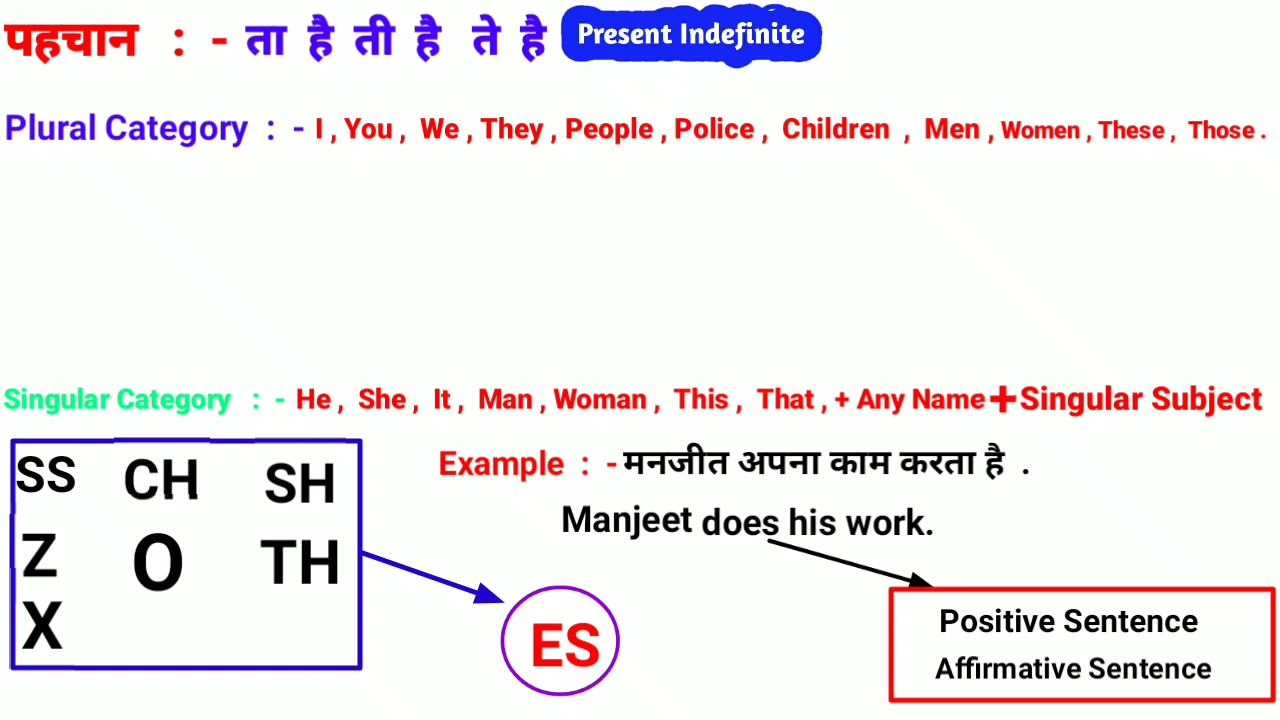 पहचान : - ता है ती है ते है Present Indefinite
Plural Category : - I , You , We , They , People , Police , Children , Men , Women , These , Those .
Singular Category : - He , She , It , Man , Woman , This , That , + Any Name + Singular Subject
SS CH SH
Z O TH
X
Example : - मनजीत अपना काम करता है .
Manjeet does his work.
ES
Positive Sentence
Affirmative Sentence